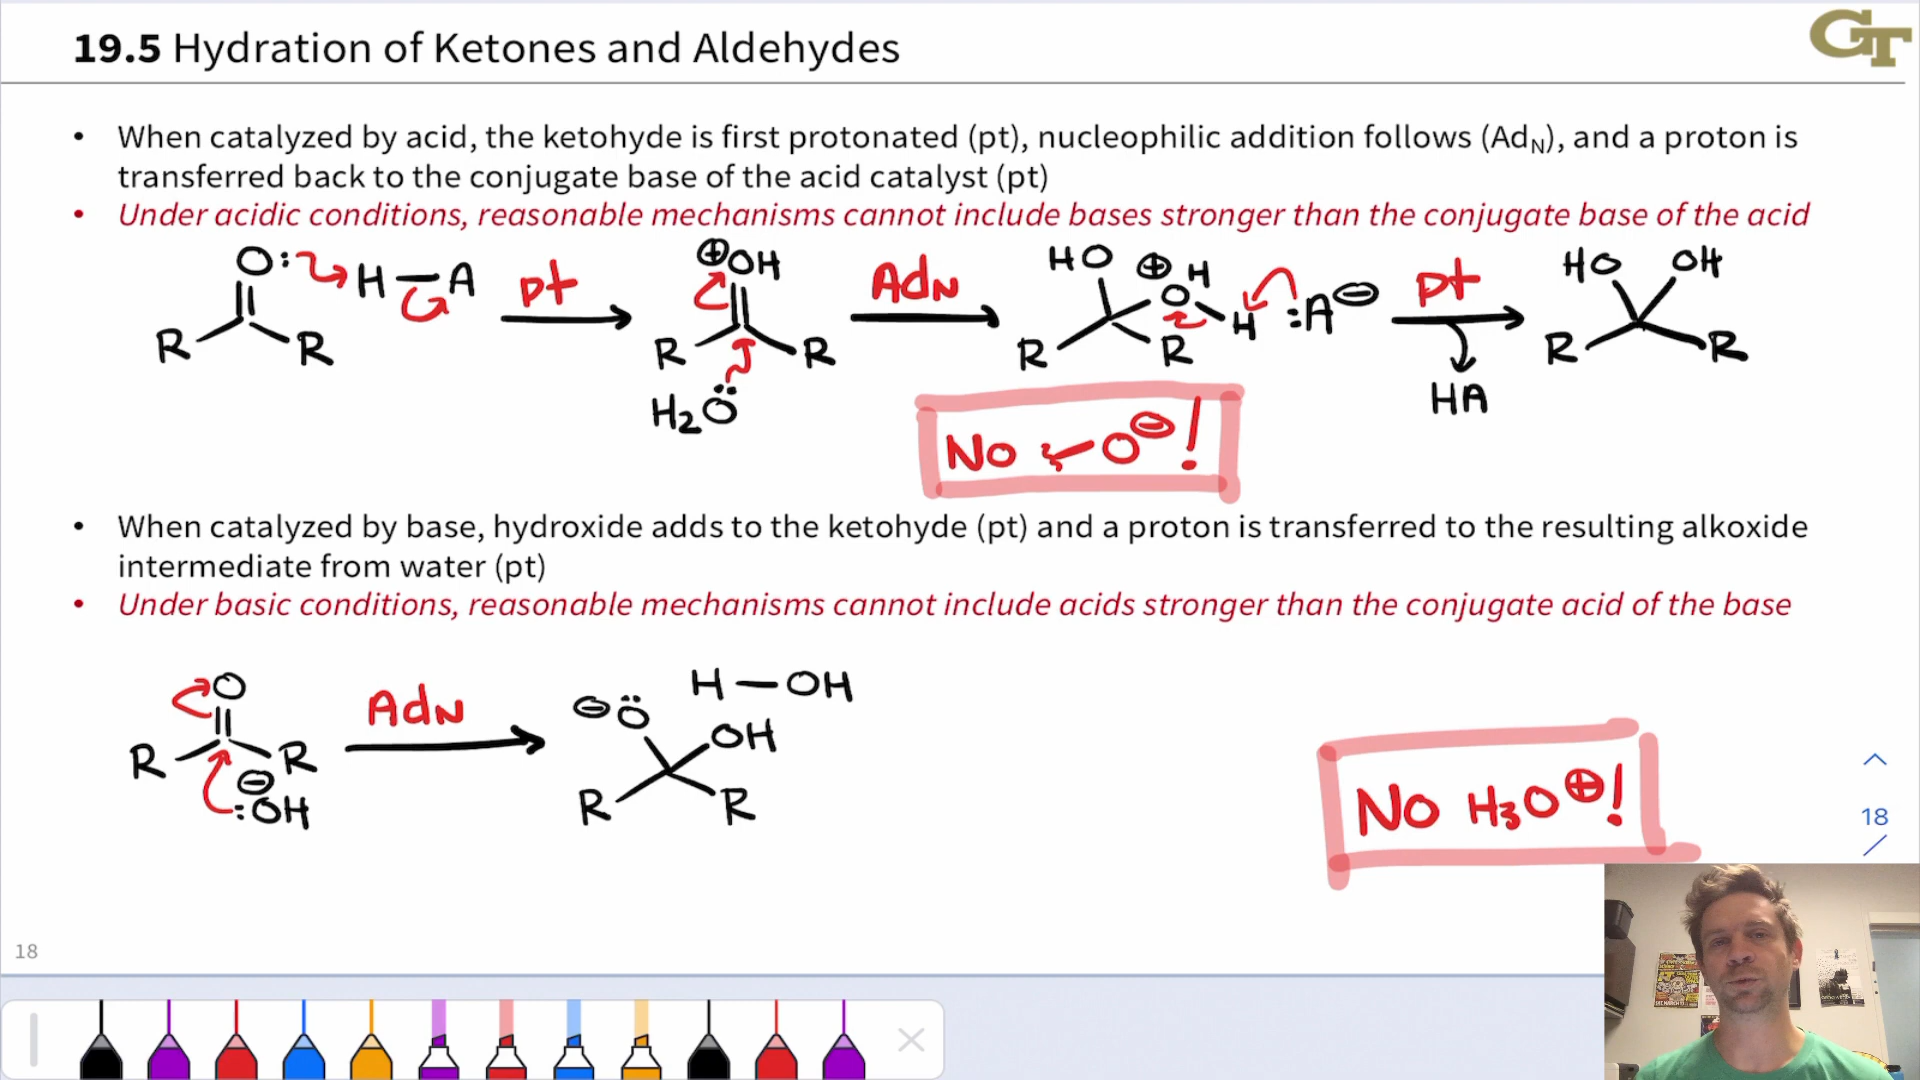 19.5 Hydration of Ketones and Aldehydes
GT
• When catalyzed by acid, the ketohyde is first protonated (pt), nucleophilic addition follows (AdN), and a proton is
transferred back to the conjugate base of the acid catalyst (pt)
• Under acidic conditions, reasonable mechanisms cannot include bases stronger than the conjugate base of the acid
O: H—A pt ⊕OH AdN HO ⊕ H O H :A⊖ pt HO OH
R R R R R R R R
H2Ö HA
No O⊖!
• When catalyzed by base, hydroxide adds to the ketohyde (pt) and a proton is transferred to the resulting alkoxide
intermediate from water (pt)
• Under basic conditions, reasonable mechanisms cannot include acids stronger than the conjugate acid of the base
O AdN ⊖Ö H—OH
OH
R R R R
⊖
:OH
No H3O⊕!
18
18